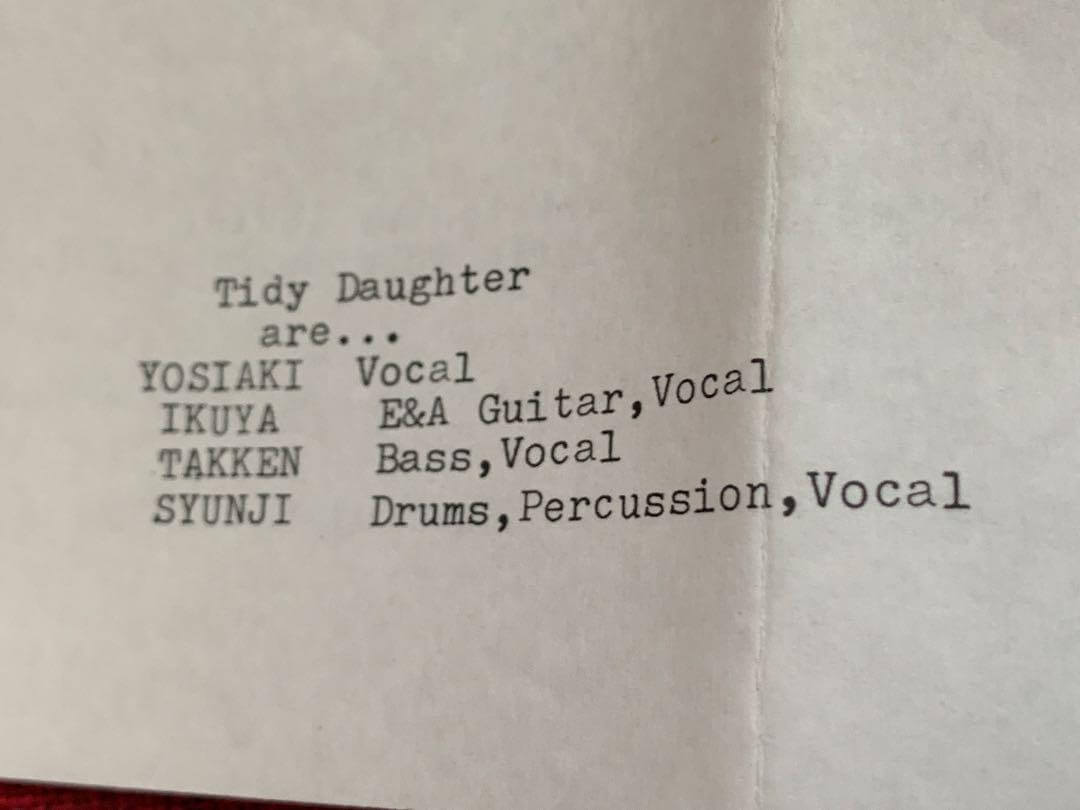 Tidy Daughter
are...
YOSIAKI Vocal
IKUYA E&A Guitar,Vocal
TAKKEN Bass,Vocal
SYUNJI Drums,Percussion,Vocal